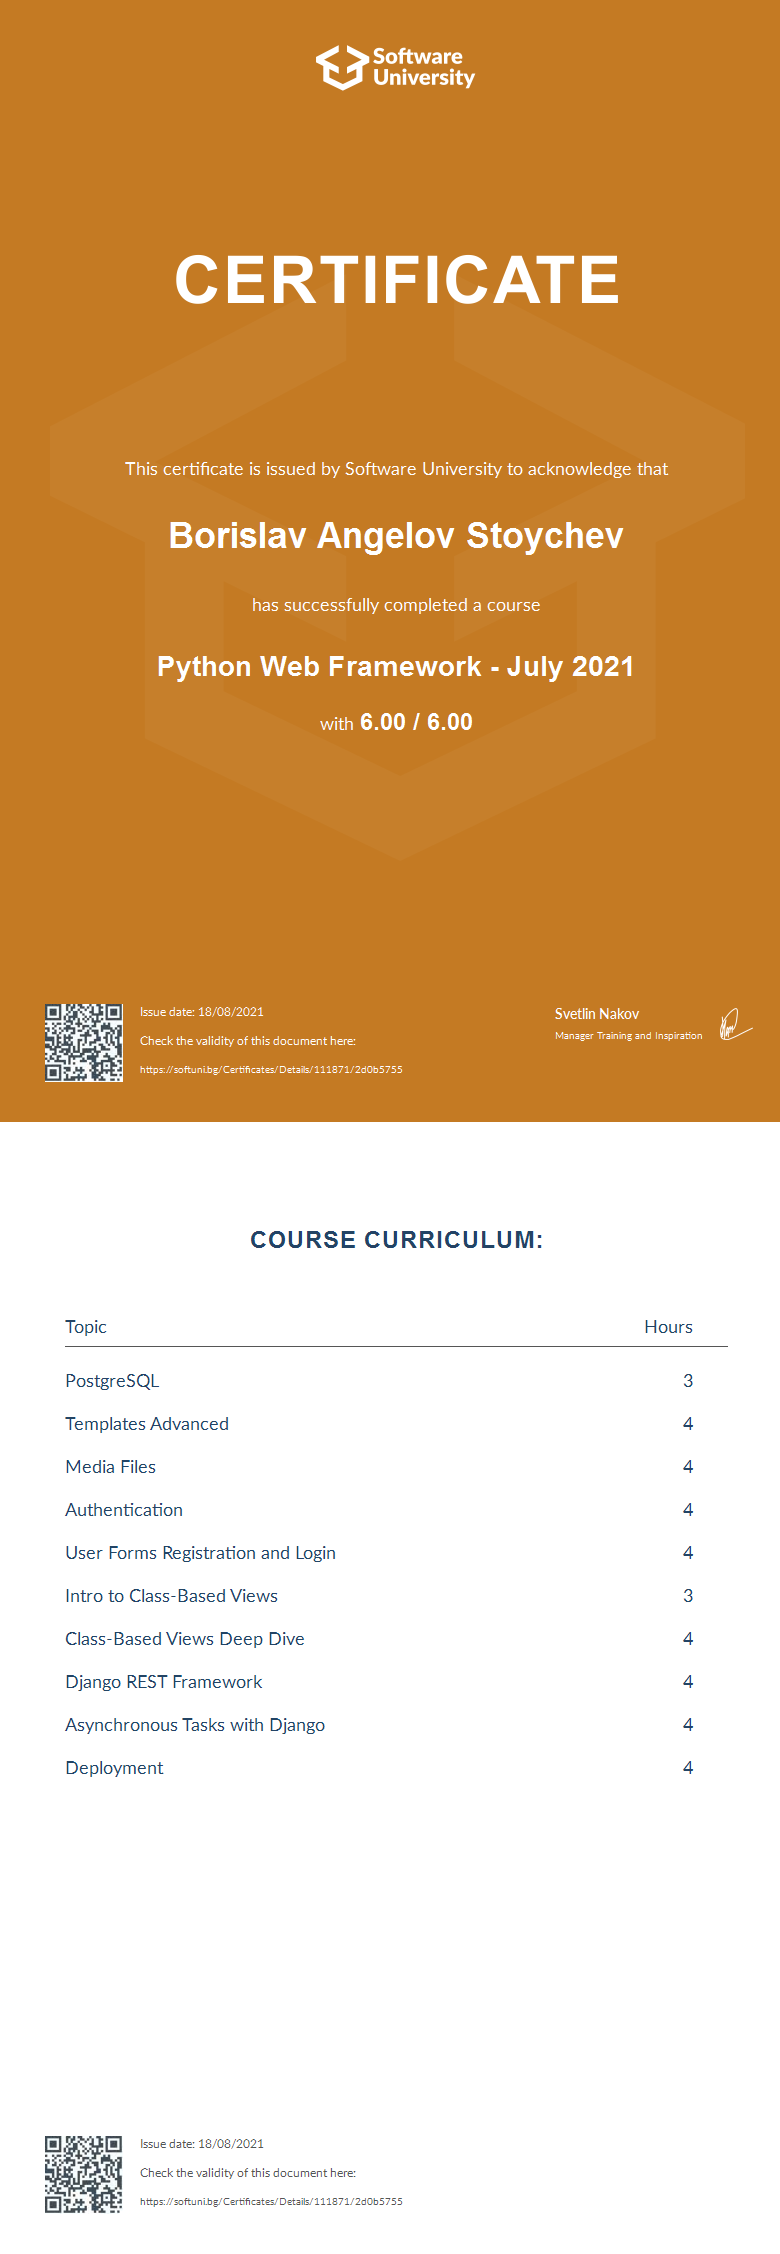 Software
University
CERTIFICATE
This certificate is issued by Software University to acknowledge that
Borislav Angelov Stoychev
has successfully completed a course
Python Web Framework - July 2021
with 6.00 / 6.00
Issue date: 18/08/2021
Check the validity of this document here:
https://softuni.bg/Certificates/Details/111871/2d0b5755
Svetlin Nakov
Manager Training and Inspiration
COURSE CURRICULUM:
Topic Hours
PostgreSQL 3
Templates Advanced 4
Media Files 4
Authentication 4
User Forms Registration and Login 4
Intro to Class-Based Views 3
Class-Based Views Deep Dive 4
Django REST Framework 4
Asynchronous Tasks with Django 4
Deployment 4
Issue date: 18/08/2021
Check the validity of this document here:
https://softuni.bg/Certificates/Details/111871/2d0b5755